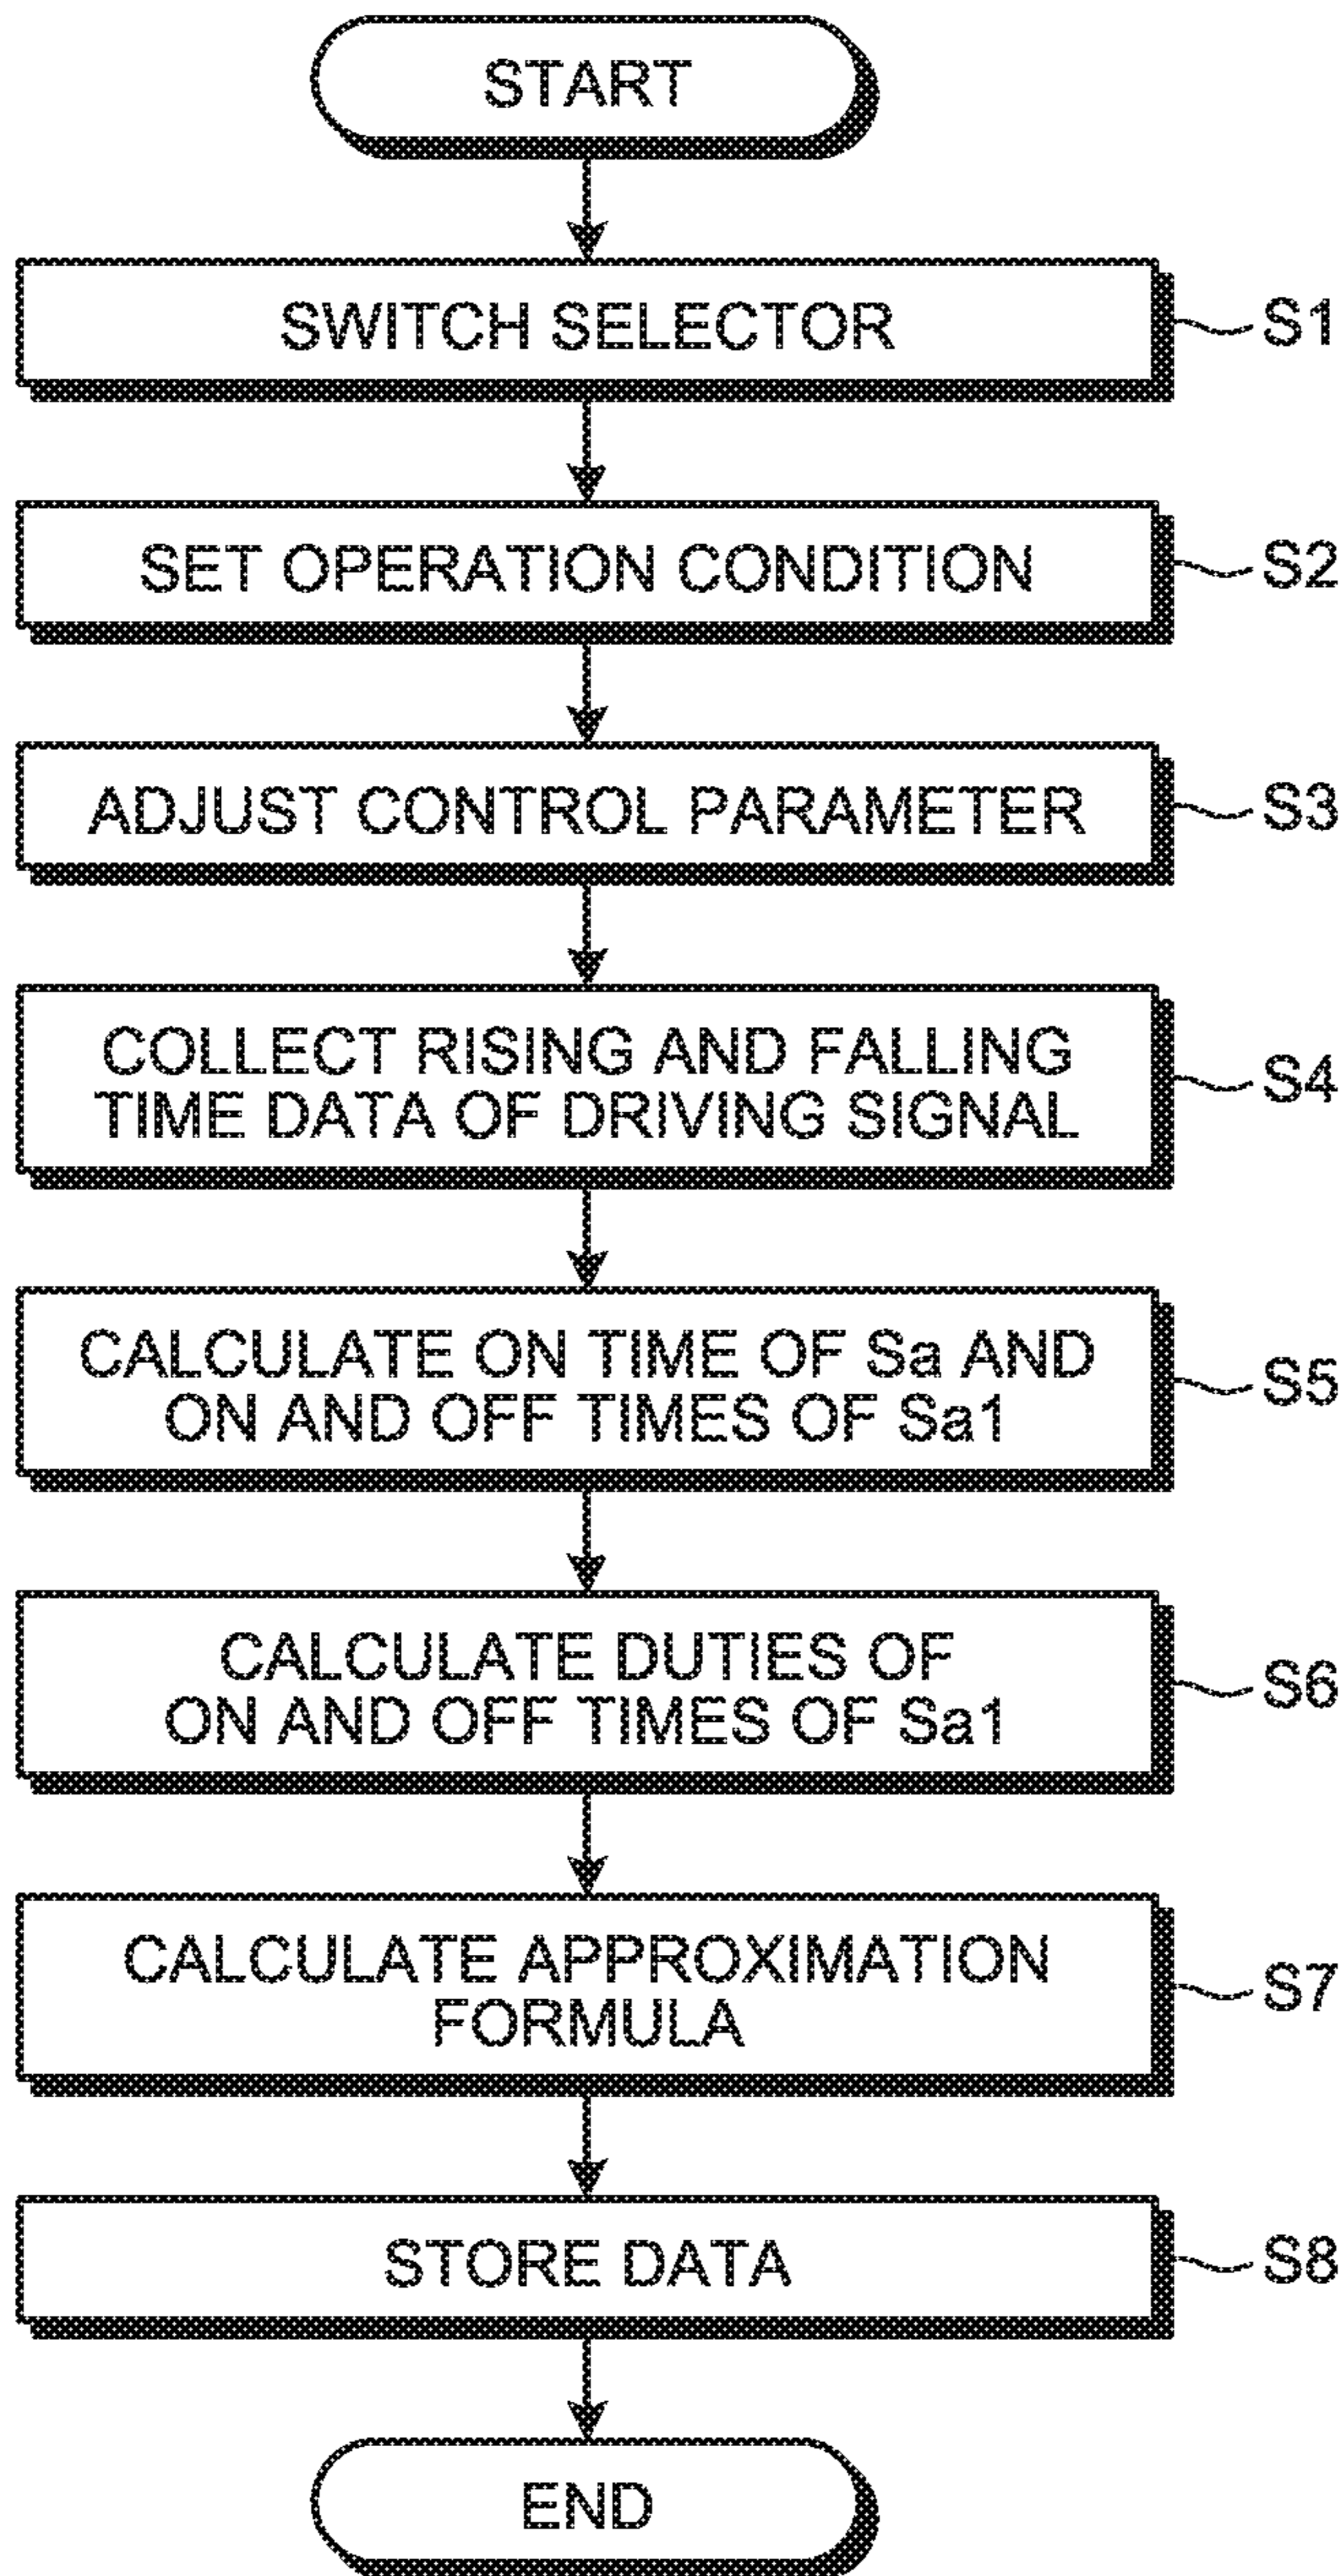 START
SWITCH SELECTOR
S1
SET OPERATION CONDITION
S2
ADJUST CONTROL PARAMETER
S3
COLLECT RISING AND FALLING
TIME DATA OF DRIVING SIGNAL
S4
CALCULATE ON TIME OF Sa AND
ON AND OFF TIMES OF Sa1
S5
CALCULATE DUTIES OF
ON AND OFF TIMES OF Sa1
S6
CALCULATE APPROXIMATION
FORMULA
S7
STORE DATA
S8
END